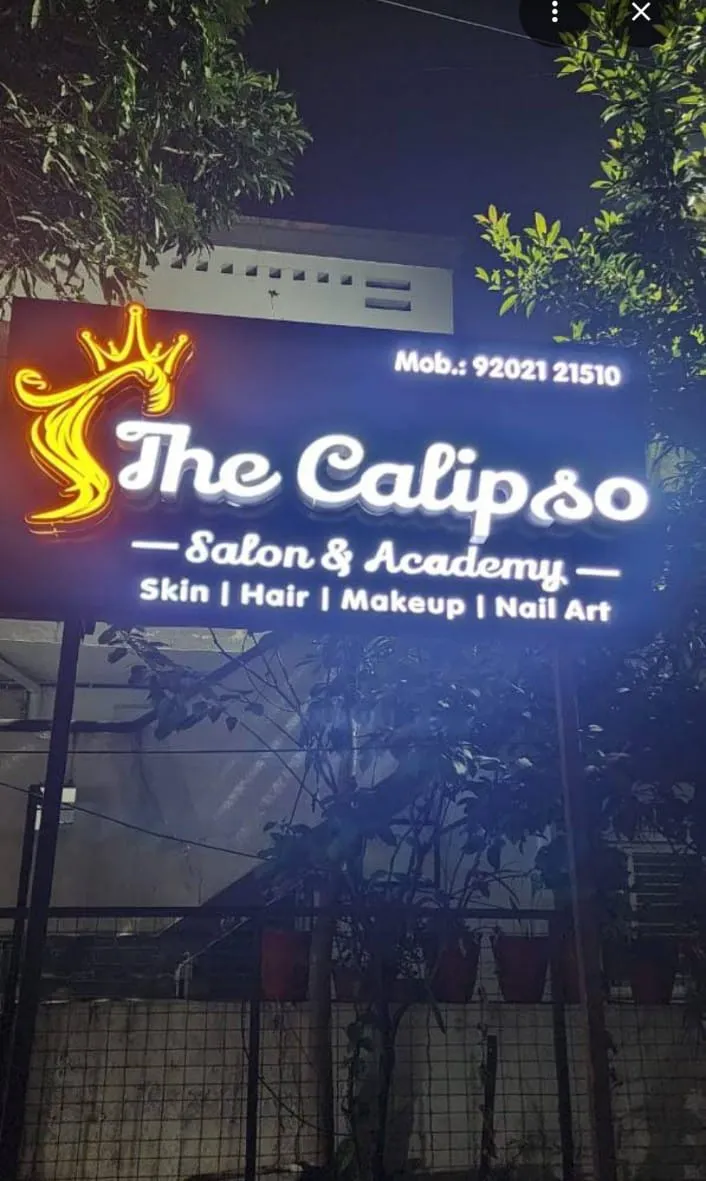 Mob.: 92021 21510
The Calipso
— Salon & Academy —
Skin | Hair | Makeup | Nail Art